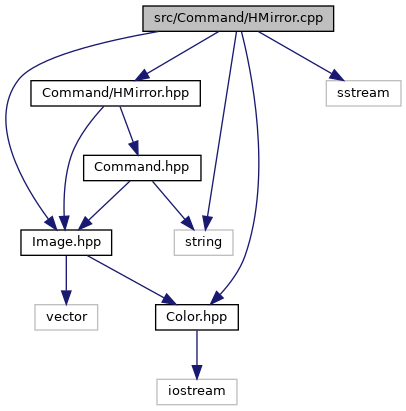 src/Command/HMirror.cpp
Command/HMirror.hpp
sstream
Command.hpp
Image.hpp
string
vector
Color.hpp
iostream